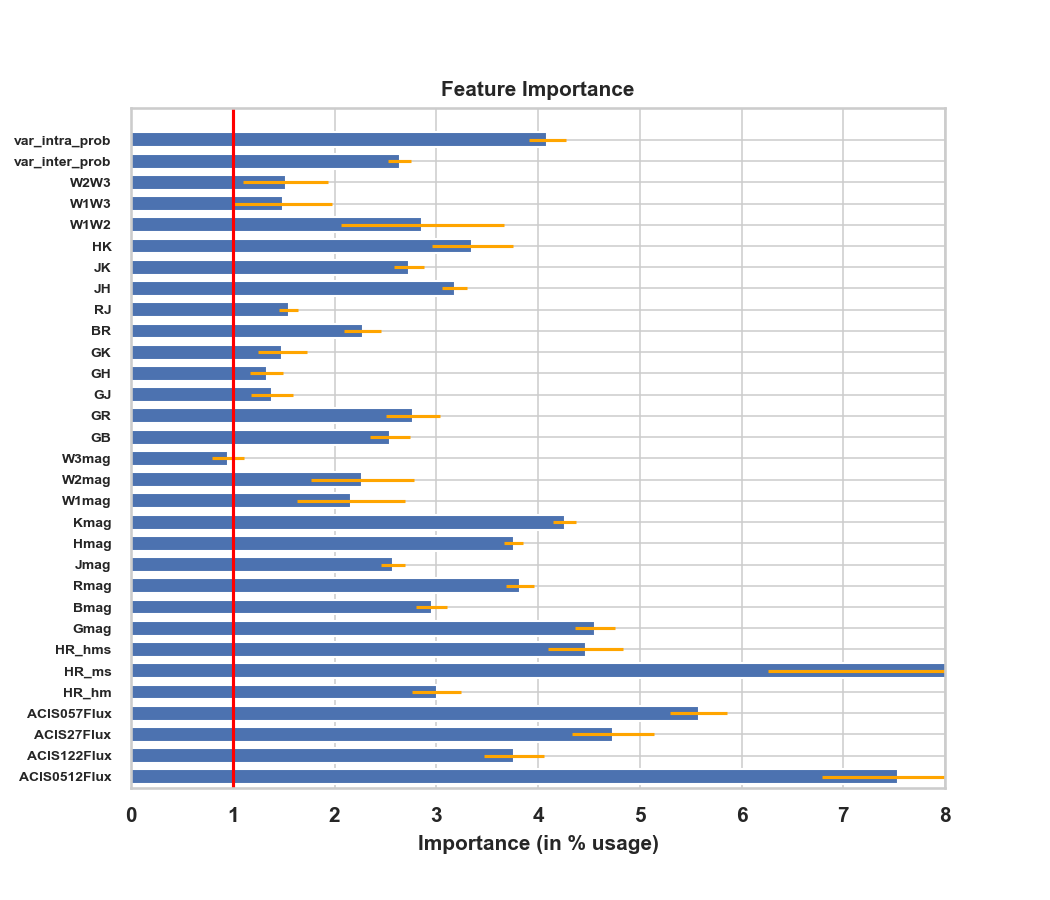 Feature Importance
var_intra_prob
var_inter_prob
W2W3
W1W3
W1W2
HK
JK
JH
RJ
BR
GK
GH
GJ
GR
GB
W3mag
W2mag
W1mag
Kmag
Hmag
Jmag
Rmag
Bmag
Gmag
HR_hms
HR_ms
HR_hm
ACIS057Flux
ACIS27Flux
ACIS122Flux
ACIS0512Flux
0 1 2 3 4 5 6 7 8
Importance (in % usage)